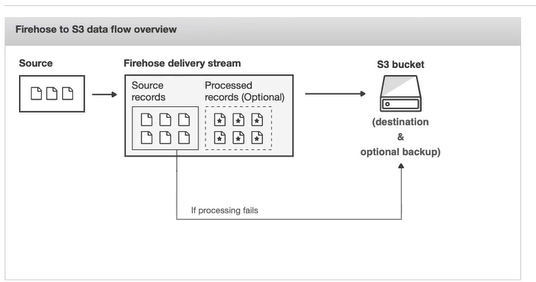 Firehose to S3 data flow overview
Source
Firehose delivery stream
S3 bucket
Source
records
Processed
records (Optional)
(destination
&
optional backup)
If processing fails